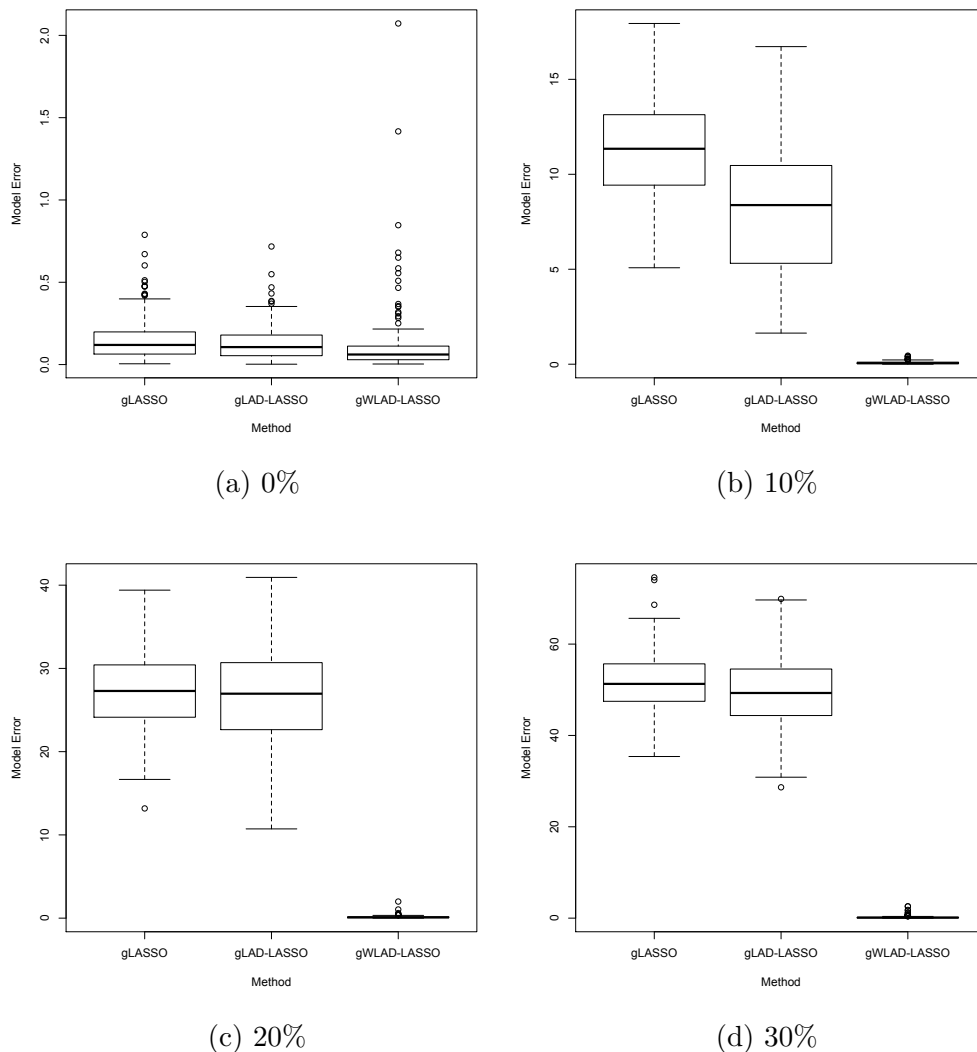 2.0
1.5
1.0
0.5
0.0
Model Error
gLASSO
gLAD-LASSO
gWLAD-LASSO
Method
(a) 0%
15
10
5
0
Model Error
gLASSO
gLAD-LASSO
gWLAD-LASSO
Method
(b) 10%
40
30
20
10
0
Model Error
gLASSO
gLAD-LASSO
gWLAD-LASSO
Method
(c) 20%
60
40
20
0
Model Error
gLASSO
gLAD-LASSO
gWLAD-LASSO
Method
(d) 30%